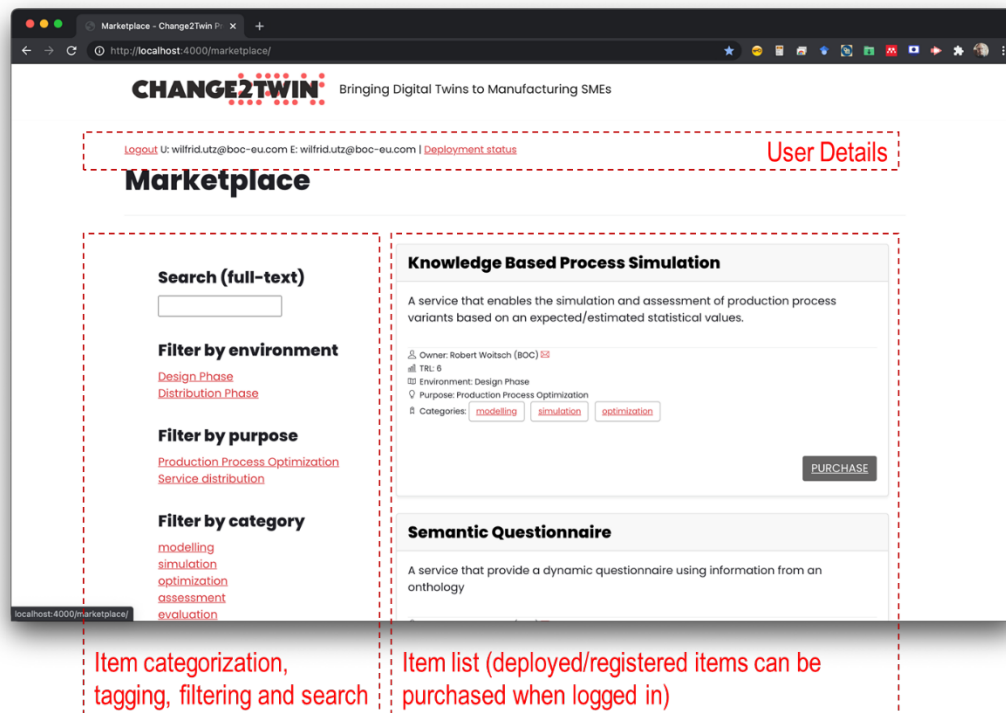 Marketplace - Change2Twin Pr
http://localhost:4000/marketplace/
CHANGE2TWIN Bringing Digital Twins to Manufacturing SMEs
Logout U: wilfrid.utz@boc-eu.com E: wilfrid.utz@boc-eu.com | Deployment status
User Details
Marketplace
Search (full-text)
Filter by environment
Design Phase
Distribution Phase
Filter by purpose
Production Process Optimization
Service distribution
Filter by category
modelling
simulation
optimization
assessment
evaluation
localhost:4000/marketplace/
Knowledge Based Process Simulation
A service that enables the simulation and assessment of production process
variants based on an expected/estimated statistical values.
Owner: Robert Woitsch (BOC)
TRL: 6
Environment: Design Phase
Purpose: Production Process Optimization
Categories: modelling simulation optimization
PURCHASE
Semantic Questionnaire
A service that provide a dynamic questionnaire using information from an
onthology
Item categorization,
tagging, filtering and search
Item list (deployed/registered items can be
purchased when logged in)